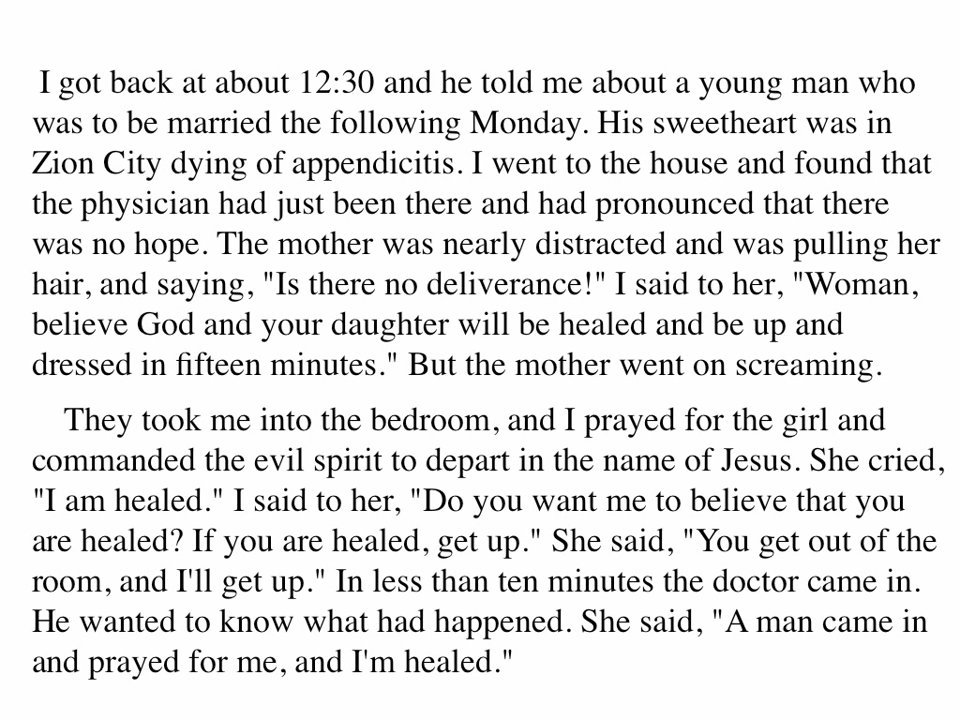 I got back at about 12:30 and he told me about a young man who
was to be married the following Monday. His sweetheart was in
Zion City dying of appendicitis. I went to the house and found that
the physician had just been there and had pronounced that there
was no hope. The mother was nearly distracted and was pulling her
hair, and saying, "Is there no deliverance!" I said to her, "Woman,
believe God and your daughter will be healed and be up and
dressed in fifteen minutes." But the mother went on screaming.
They took me into the bedroom, and I prayed for the girl and
commanded the evil spirit to depart in the name of Jesus. She cried,
"I am healed." I said to her, "Do you want me to believe that you
are healed? If you are healed, get up." She said, "You get out of the
room, and I'll get up." In less than ten minutes the doctor came in.
He wanted to know what had happened. She said, "A man came in
and prayed for me, and I'm healed."